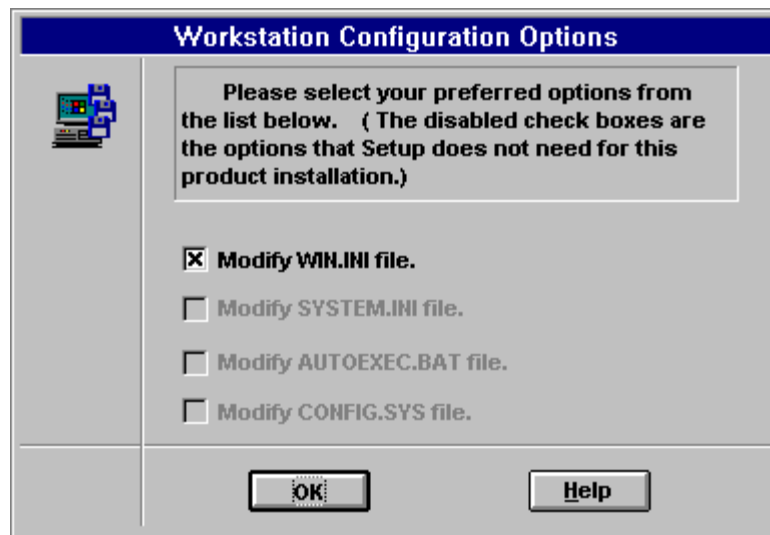 Workstation Configuration Options
Please select your preferred options from
the list below. ( The disabled check boxes are
the options that Setup does not need for this
product installation.)
Modify WIN.INI file.
Modify SYSTEM.INI file.
Modify AUTOEXEC.BAT file.
Modify CONFIG.SYS file.
OK
Help